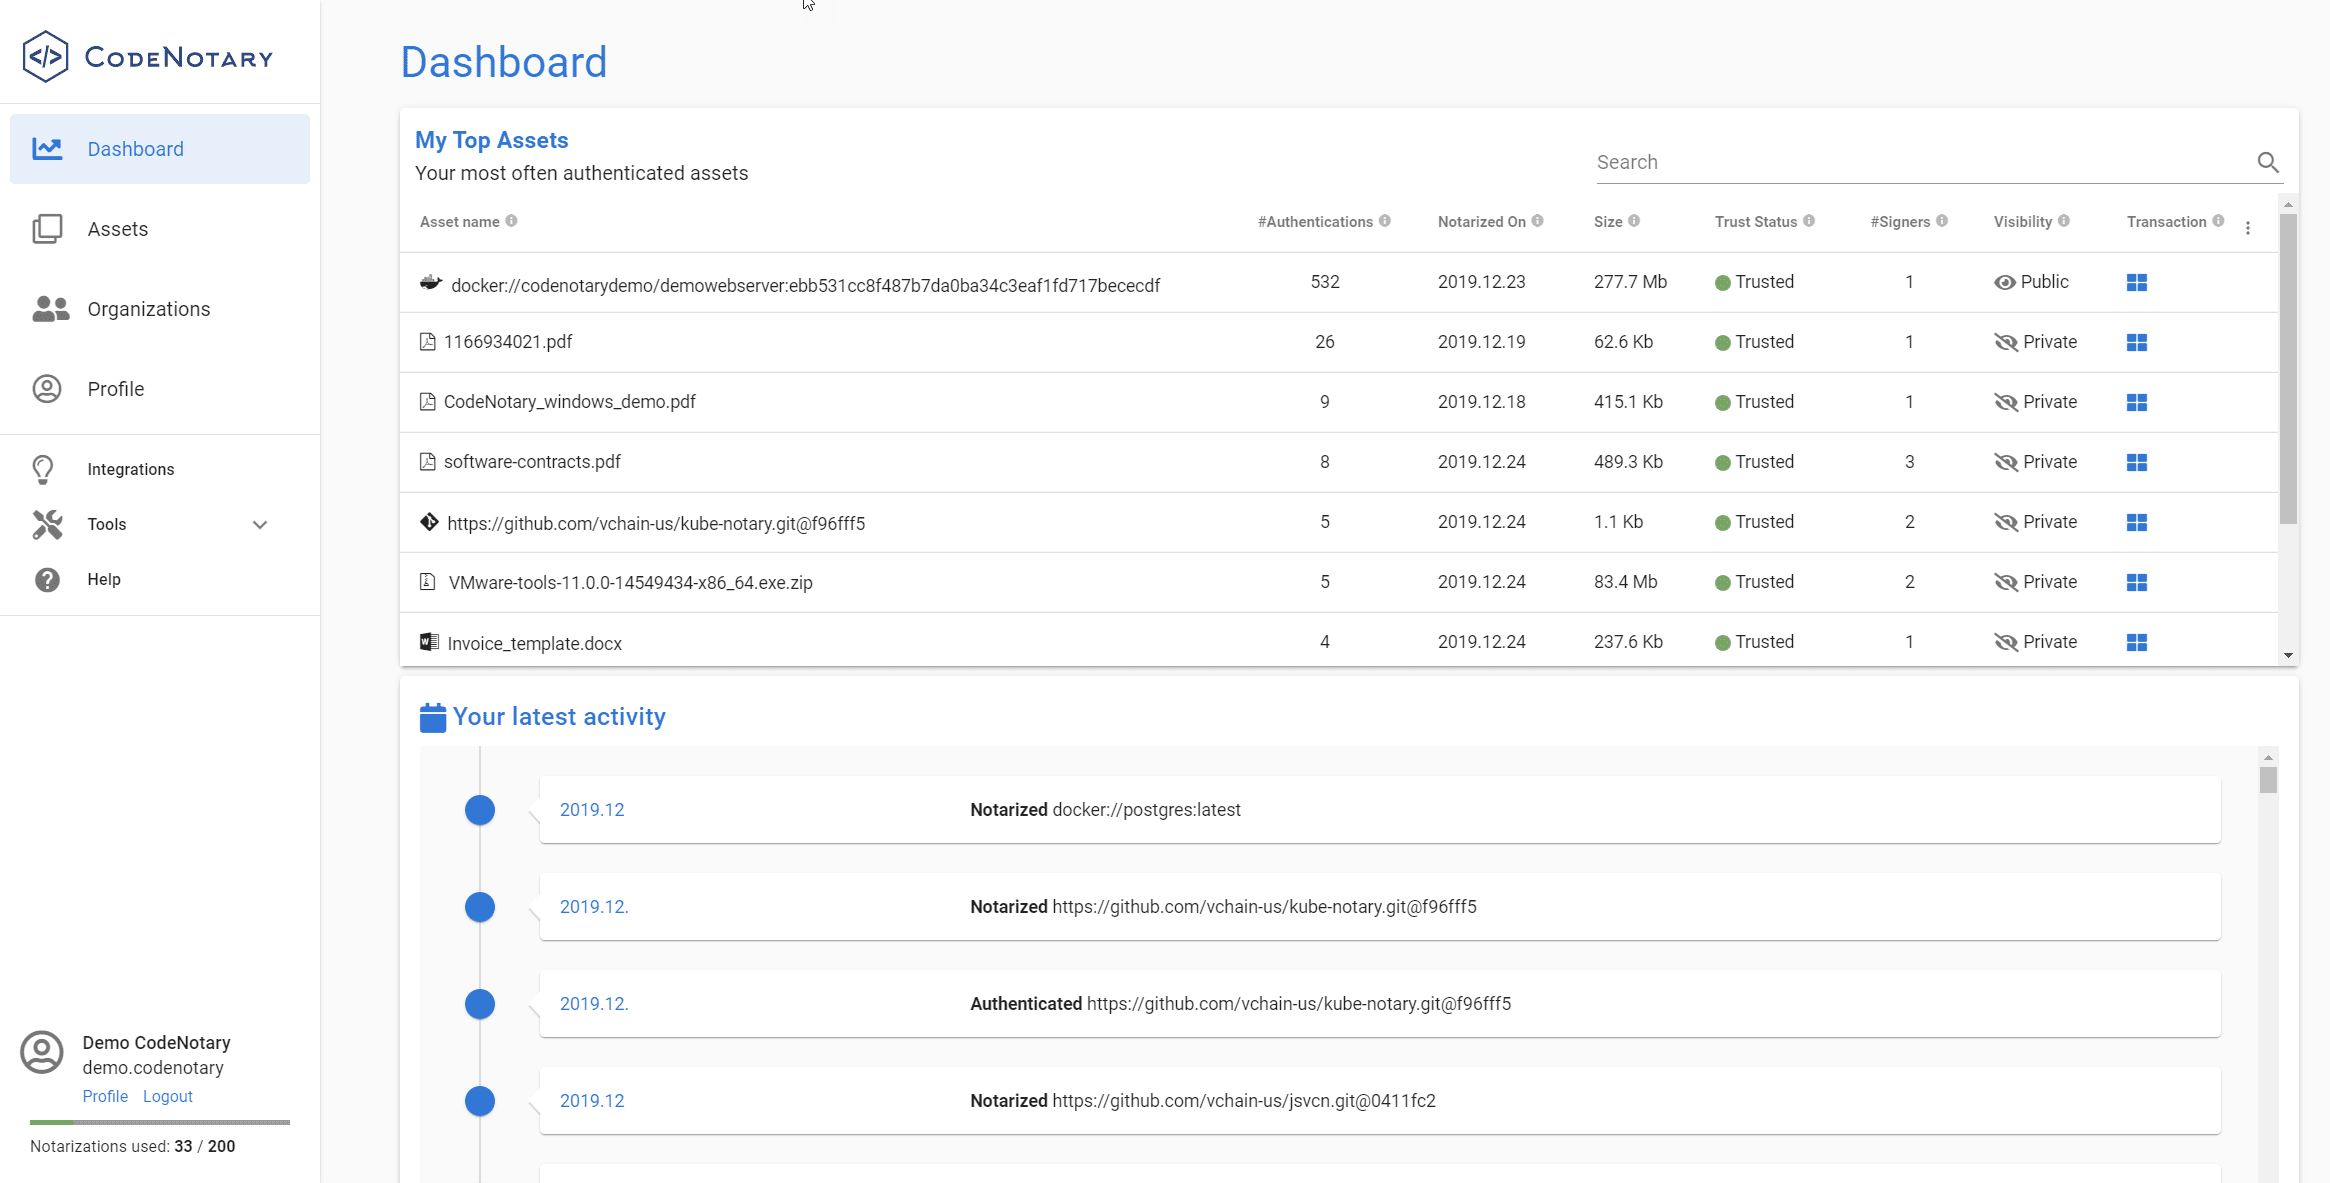 CodeNotary
Dashboard
Assets
Organizations
Profile
Integrations
Tools
Help
Demo CodeNotary
demo.codenotary
Profile Logout
Notarizations used: 33 / 200
Dashboard
My Top Assets
Your most often authenticated assets
Search
Asset name #Authentications Notarized On Size Trust Status #Signers Visibility Transaction
docker://codenotarydemo/demowebserver:ebb531cc8f487b7da0ba34c3eaf1fd717bececdf 532 2019.12.23 277.7 Mb Trusted 1 Public
1166934021.pdf 26 2019.12.19 62.6 Kb Trusted 1 Private
CodeNotary_windows_demo.pdf 9 2019.12.18 415.1 Kb Trusted 1 Private
software-contracts.pdf 8 2019.12.24 489.3 Kb Trusted 3 Private
https://github.com/vchain-us/kube-notary.git@f96fff5 5 2019.12.24 1.1 Kb Trusted 2 Private
VMware-tools-11.0.0-14549434-x86_64.exe.zip 5 2019.12.24 83.4 Mb Trusted 2 Private
Invoice_template.docx 4 2019.12.24 237.6 Kb Trusted 1 Private
Your latest activity
2019.12 Notarized docker://postgres:latest
2019.12. Notarized https://github.com/vchain-us/kube-notary.git@f96fff5
2019.12. Authenticated https://github.com/vchain-us/kube-notary.git@f96fff5
2019.12 Notarized https://github.com/vchain-us/jsvcn.git@0411fc2